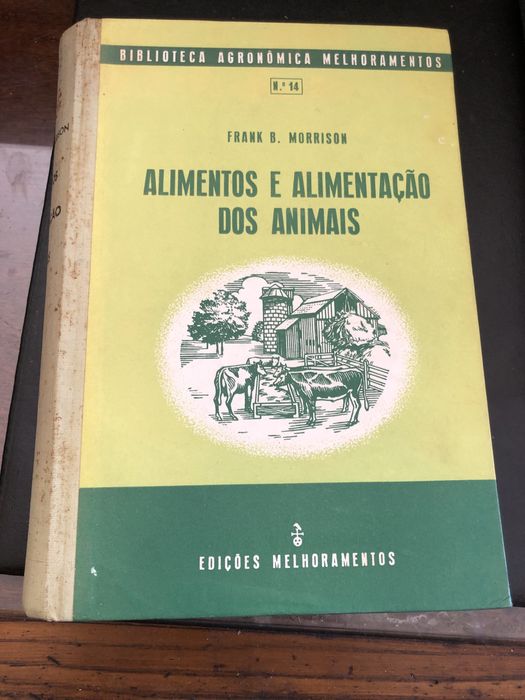 BIBLIOTECA AGRONÔMICA MELHORAMENTOS
N.º 14
FRANK B. MORRISON
ALIMENTOS E ALIMENTAÇÃO
DOS ANIMAIS
EDIÇÕES MELHORAMENTOS